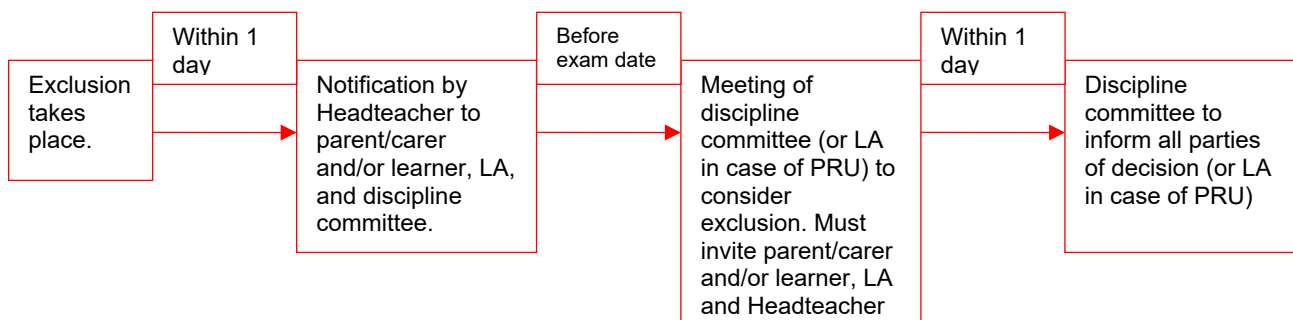 Exclusion
takes
place.
Within 1
day
Notification by
Headteacher to
parent/carer
and/or learner, LA,
and discipline
committee.
Before
exam date
Meeting of
discipline
committee (or LA
in case of PRU) to
consider
exclusion. Must
invite parent/carer
and/or learner, LA
and Headteacher
Within 1
day
Discipline
committee to
inform all parties
of decision (or LA
in case of PRU)